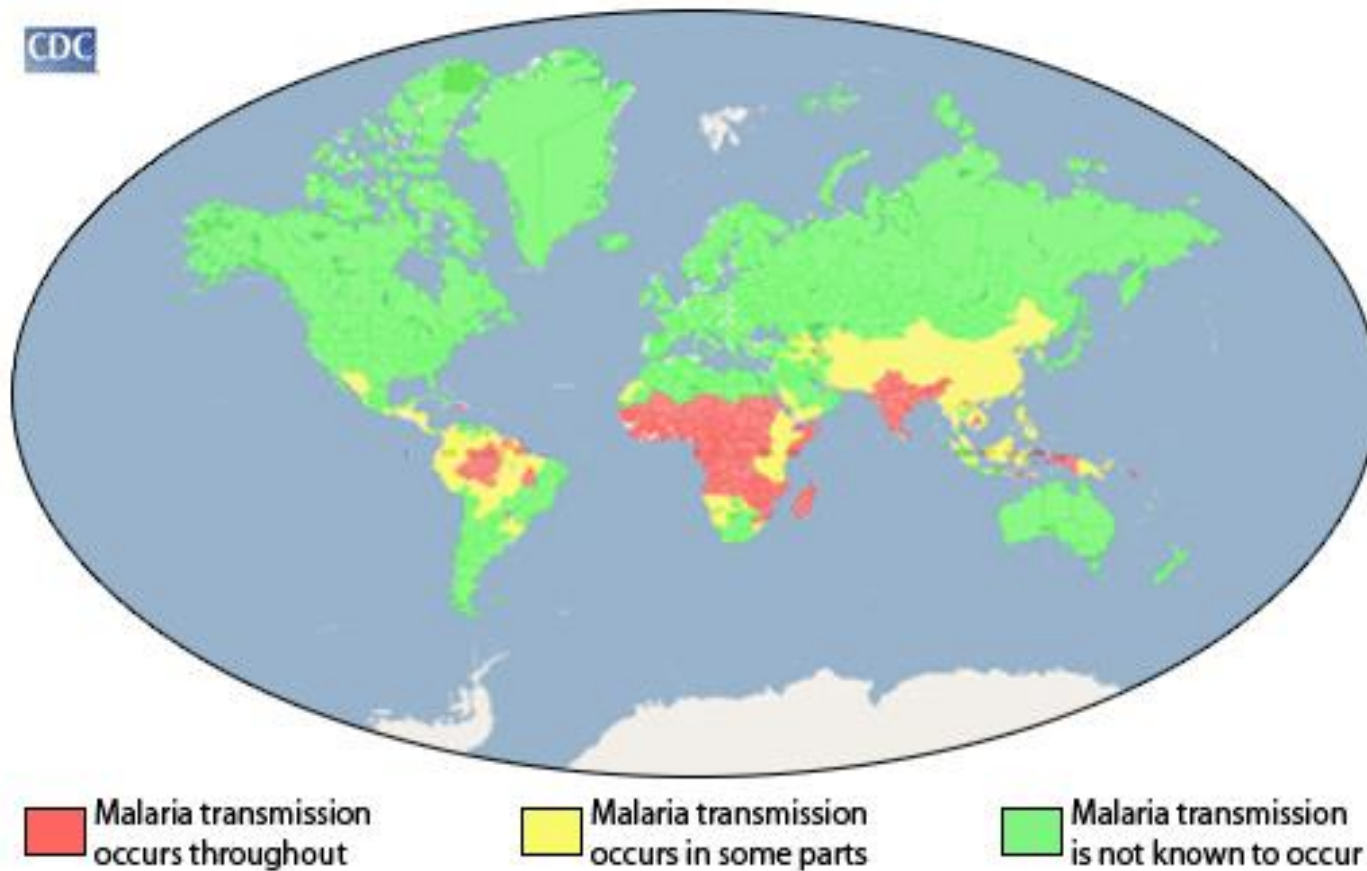 CDC
Malaria transmission
occurs throughout
Malaria transmission
occurs in some parts
Malaria transmission
is not known to occur